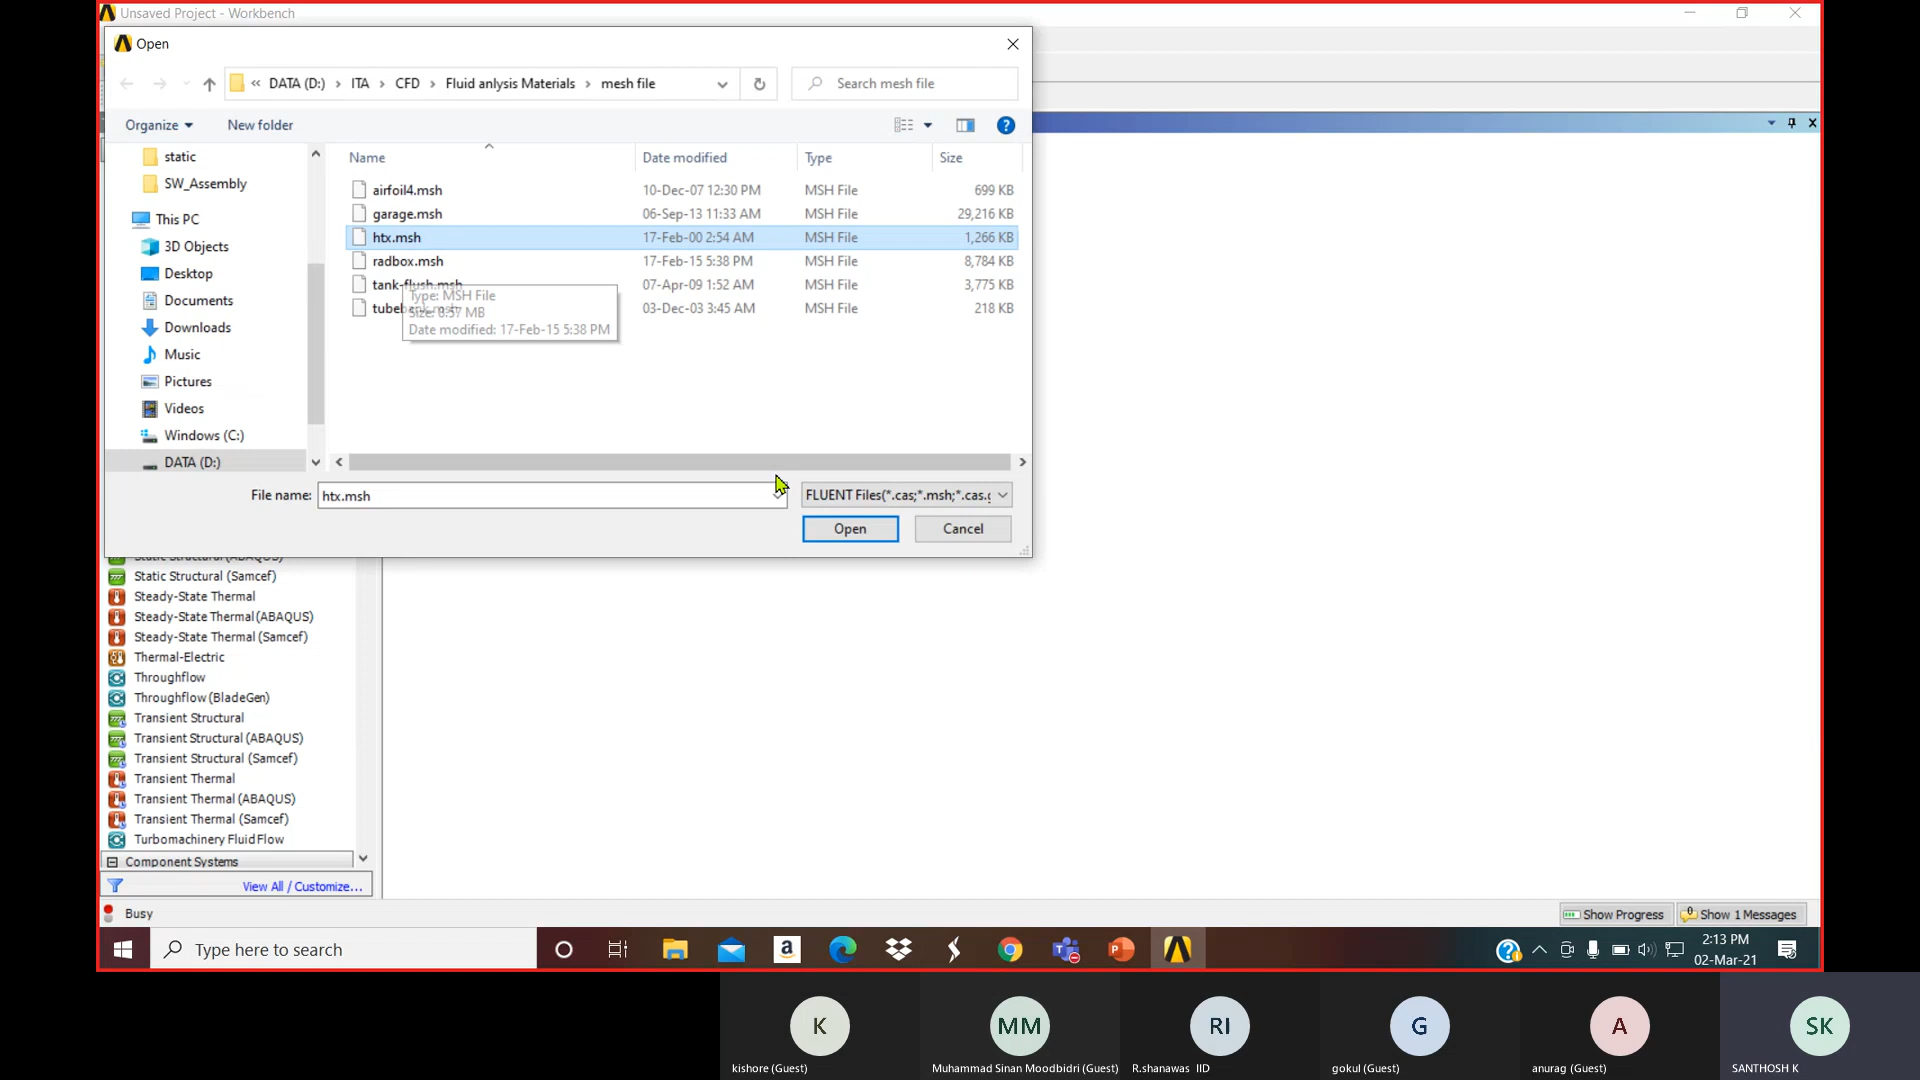 Unsaved Project - Workbench
Open
« DATA (D:) › ITA › CFD › Fluid anlysis Materials › mesh file
Search mesh file
Organize
New folder
static
SW_Assembly
This PC
3D Objects
Desktop
Documents
Downloads
Music
Pictures
Videos
Windows (C:)
DATA (D:)
Name Date modified Type Size
airfoil4.msh 10-Dec-07 12:30 PM MSH File 699 KB
garage.msh 06-Sep-13 11:33 AM MSH File 29,216 KB
htx.msh 17-Feb-00 2:54 AM MSH File 1,266 KB
radbox.msh 17-Feb-15 5:38 PM MSH File 8,784 KB
tank-flush.msh 07-Apr-09 1:52 AM MSH File 3,775 KB
03-Dec-03 3:45 AM MSH File 218 KB
Type: MSH File
Size: 8.57 MB
Date modified: 17-Feb-15 5:38 PM
File name: htx.msh
FLUENT Files(*.cas;*.msh;*.cas.g
Open
Cancel
Static Structural (ABAQUS)
Static Structural (Samcef)
Steady-State Thermal
Steady-State Thermal (ABAQUS)
Steady-State Thermal (Samcef)
Thermal-Electric
Throughflow
Throughflow (BladeGen)
Transient Structural
Transient Structural (ABAQUS)
Transient Structural (Samcef)
Transient Thermal
Transient Thermal (ABAQUS)
Transient Thermal (Samcef)
Turbomachinery Fluid Flow
Component Systems
View All / Customize...
Busy
Show Progress
Show 1 Messages
Type here to search
2:13 PM
02-Mar-21
K
MM
RI
G
A
SK
kishore (Guest)
Muhammad Sinan Moodbidri (Guest)
R.shanawas IID
gokul (Guest)
anurag (Guest)
SANTHOSH K